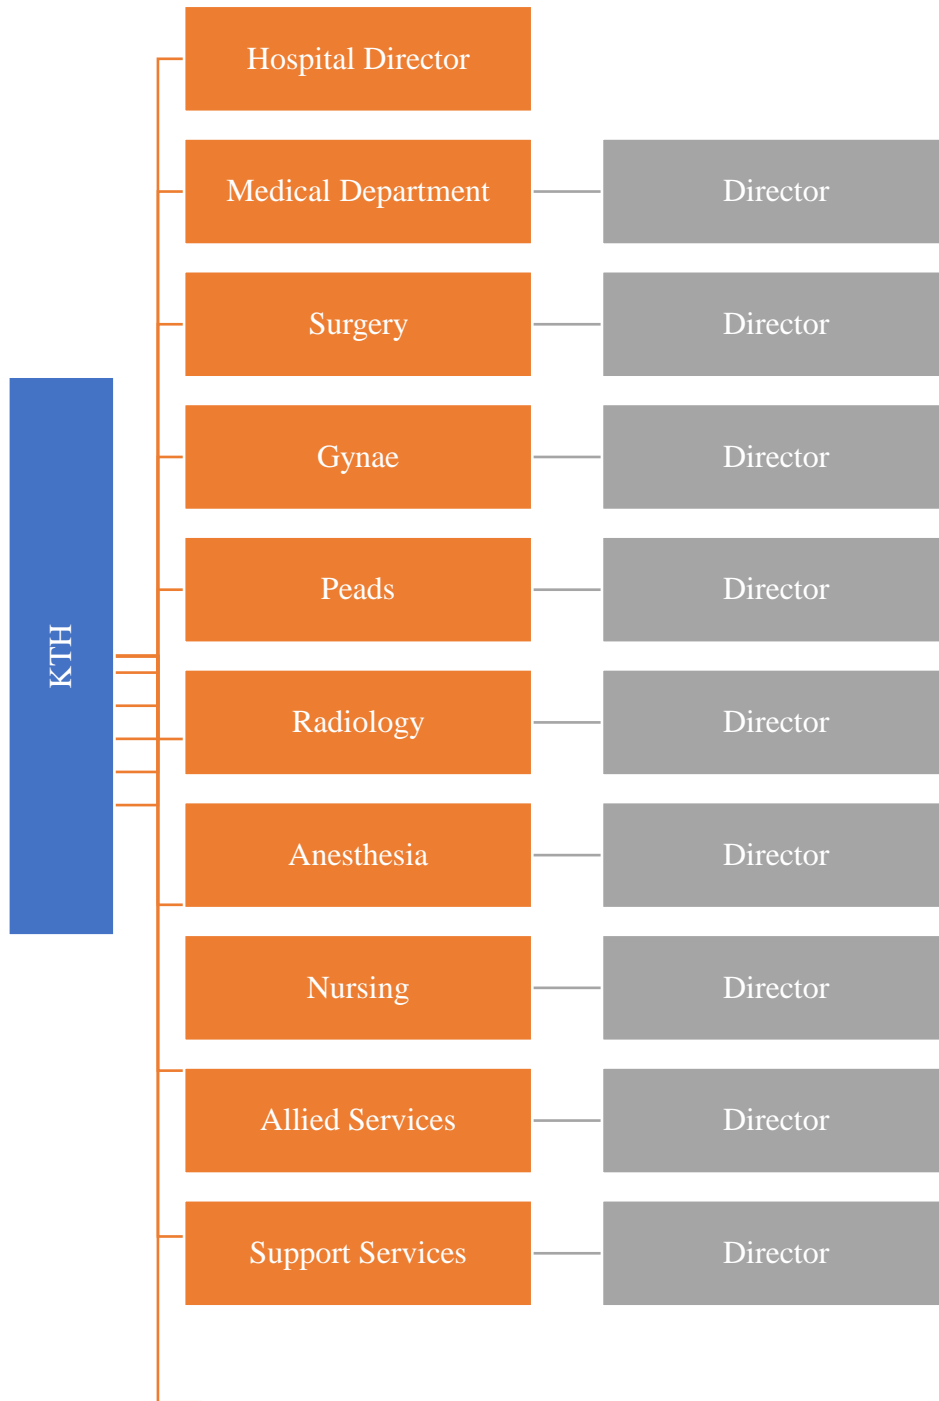 Hospital Director
Medical Department
Director
Surgery
Director
Gynae
Director
Peads
Director
KTH
Radiology
Director
Anesthesia
Director
Nursing
Director
Allied Services
Director
Support Services
Director